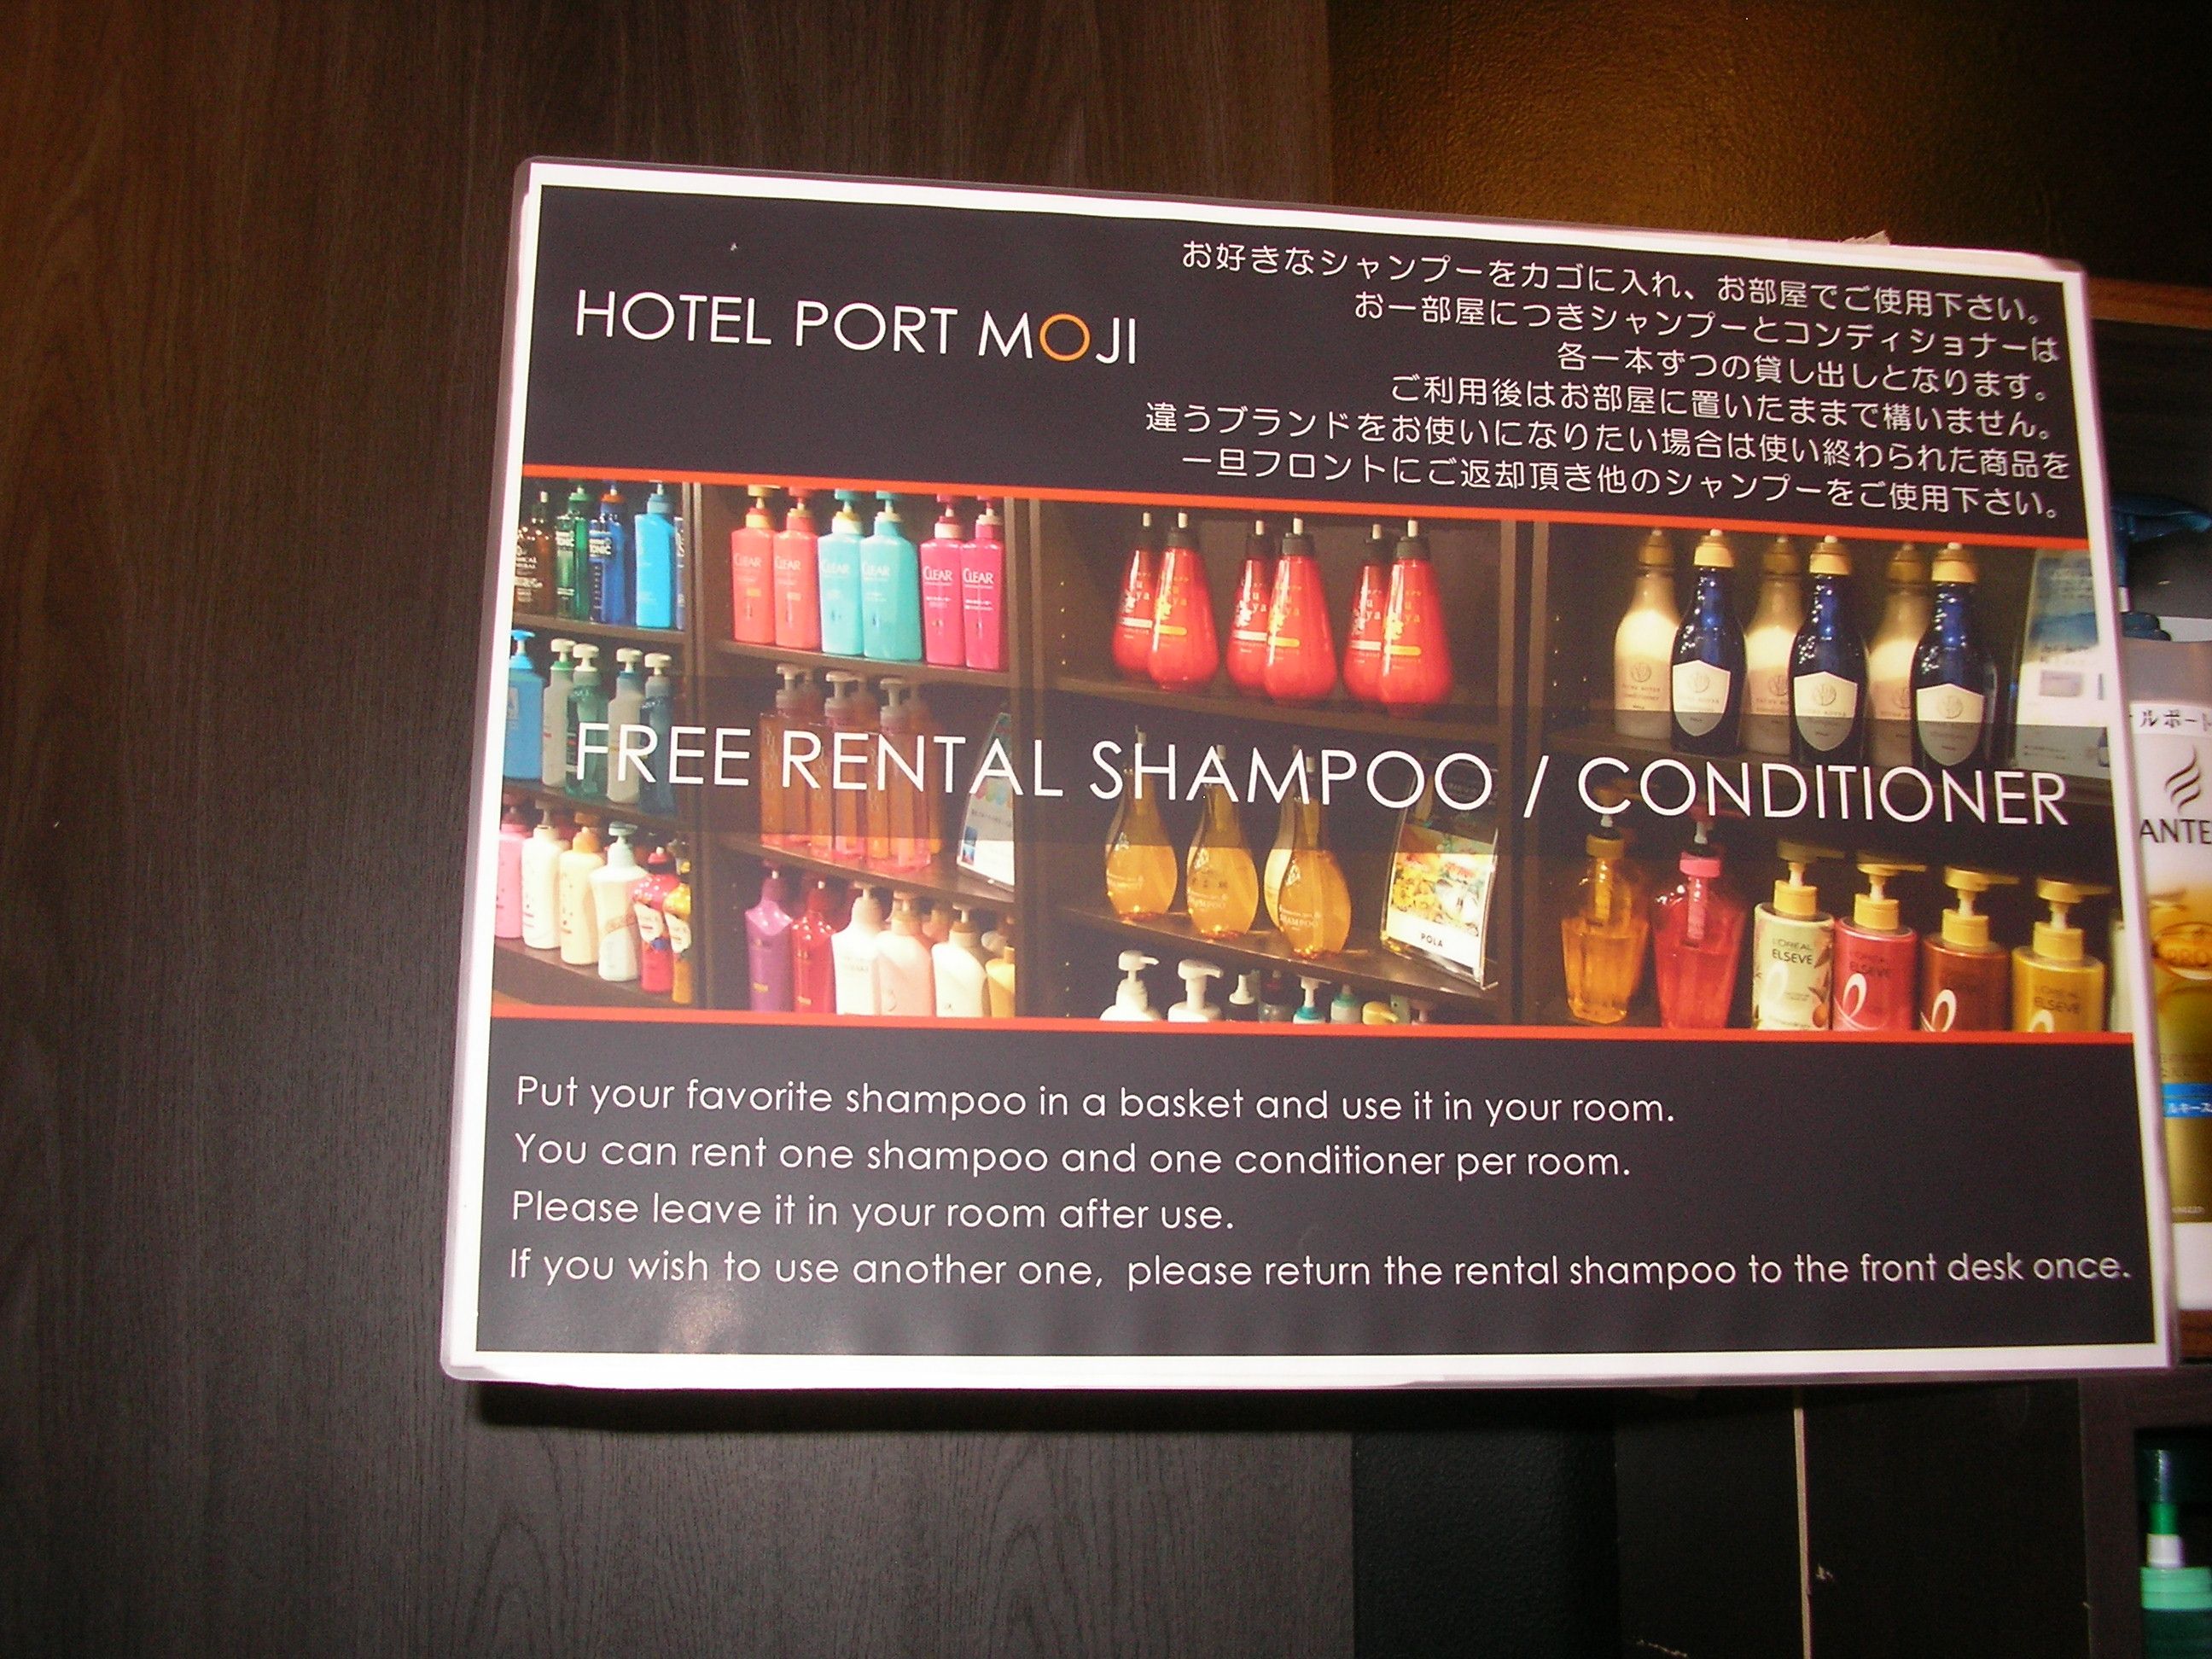 HOTEL PORT MOJI
お好きなシャンプーをカゴに入れ、お部屋でご使用下さい。
お一部屋につきシャンプーとコンディショナーは
各一本ずつの貸し出しとなります。
ご利用後はお部屋に置いたままで構いません。
違うブランドをお使いになりたい場合は使い終わられた商品を
一旦フロントにご返却頂き他のシャンプーをご使用下さい。
CLEAR
CLEAR
FREE RENTAL SHAMPOO / CONDITIONER
POLA
ELSEVE
ELSEVE
ELSEVE
Put your favorite shampoo in a basket and use it in your room.
You can rent one shampoo and one conditioner per room.
Please leave it in your room after use.
If you wish to use another one, please return the rental shampoo to the front desk once.
ANTE
PRO